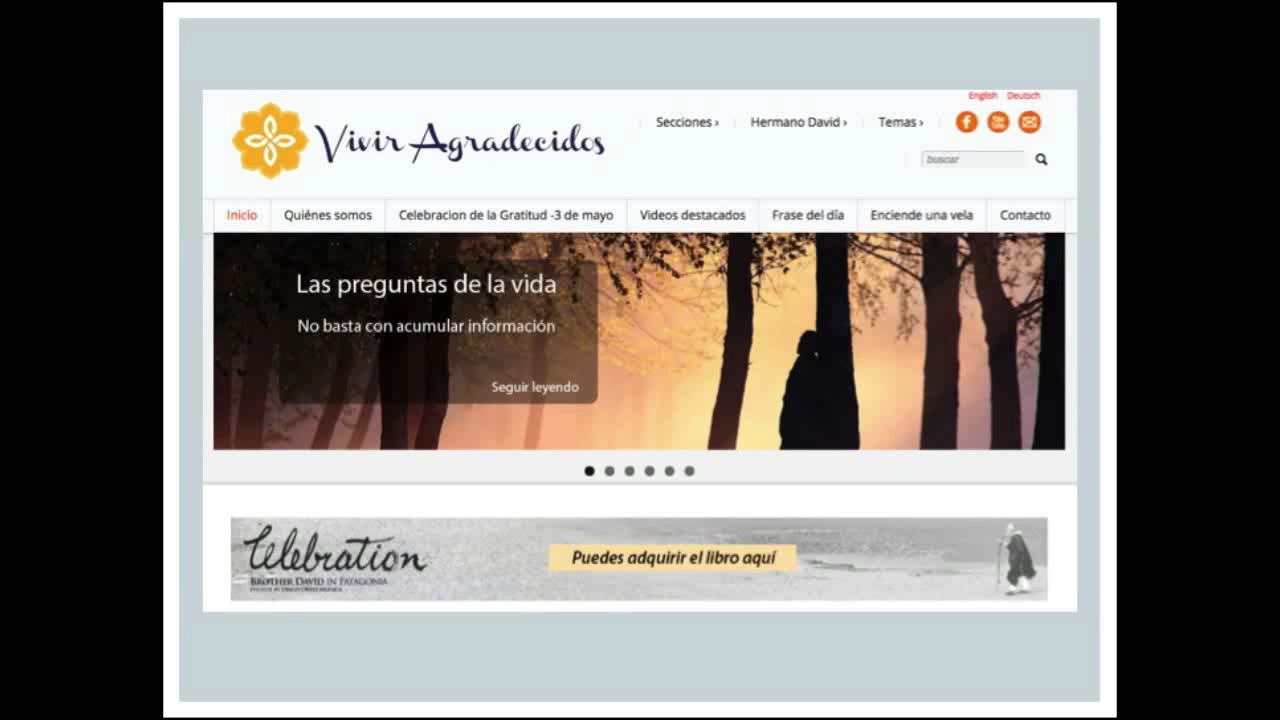 English Deutsch
Vivir Agradecidos
Secciones › Hermano David › Temas ›
buscar
Inicio Quiénes somos Celebracion de la Gratitud -3 de mayo Videos destacados Frase del día Enciende una vela Contacto
Las preguntas de la vida
No basta con acumular información
Seguir leyendo
Celebration
BROTHER DAVID IN PATAGONIA
Puedes adquirir el libro aquí